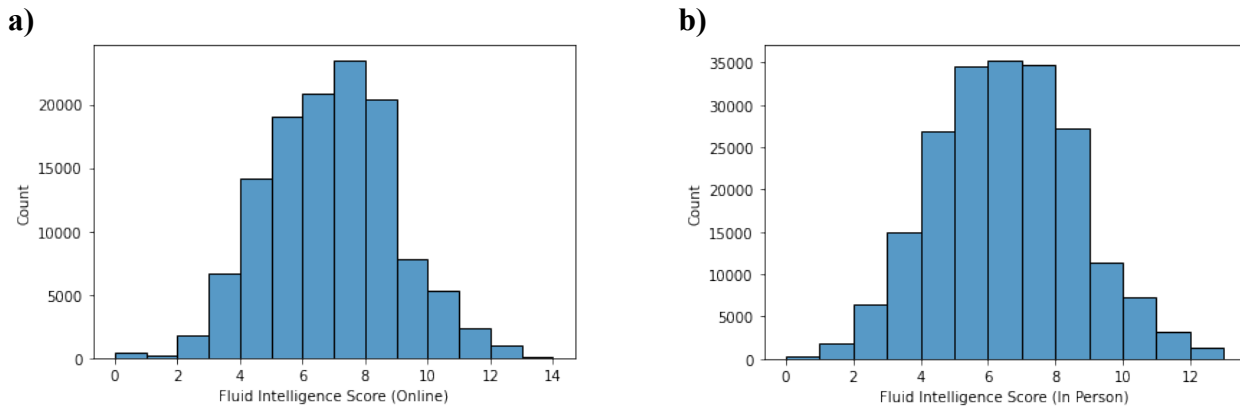 a)
b)
Count
20000
15000
10000
5000
0
0 2 4 6 8 10 12 14
Fluid Intelligence Score (Online)
Count
35000
30000
25000
20000
15000
10000
5000
0
0 2 4 6 8 10 12
Fluid Intelligence Score (In Person)